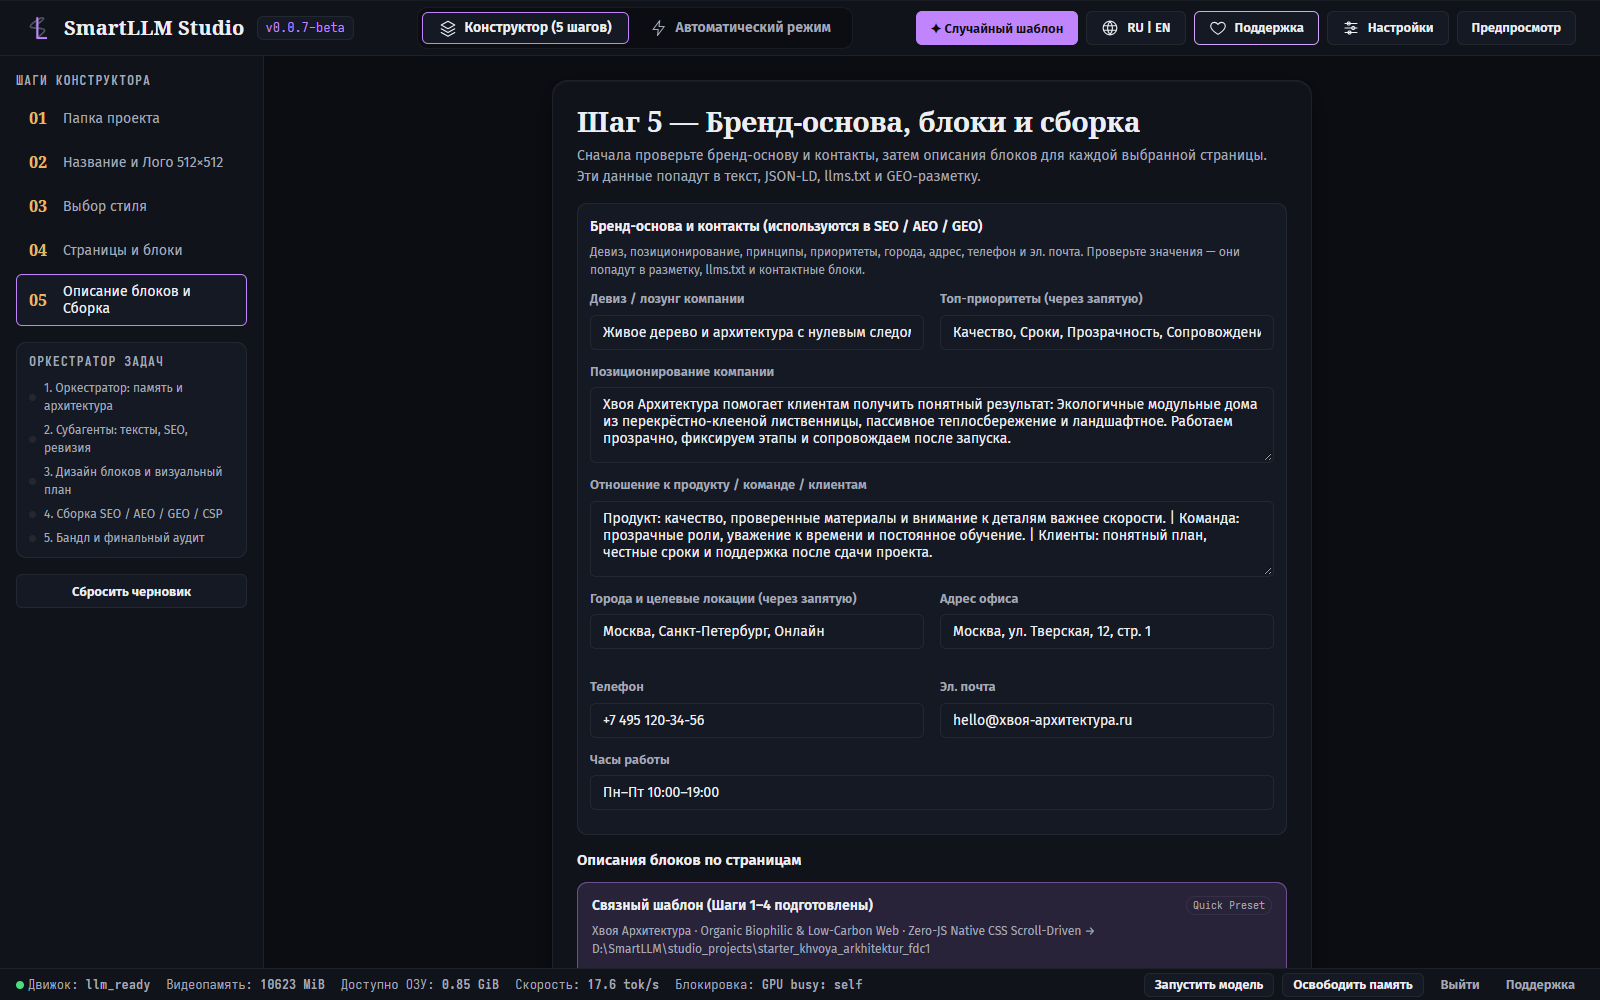 SmartLLM Studio
v0.0.7-beta
Конструктор (5 шагов)
Автоматический режим
✦ Случайный шаблон
RU | EN
Поддержка
Настройки
Предпросмотр
ШАГИ КОНСТРУКТОРА
01 Папка проекта
02 Название и Лого 512×512
03 Выбор стиля
04 Страницы и блоки
05 Описание блоков и
Сборка
ОРКЕСТРАТОР ЗАДАЧ
1. Оркестратор: память и
архитектура
2. Субагенты: тексты, SEO,
ревизия
3. Дизайн блоков и визуальный
план
4. Сборка SEO / AEO / GEO / CSP
5. Бандл и финальный аудит
Сбросить черновик
Шаг 5 — Бренд-основа, блоки и сборка
Сначала проверьте бренд-основу и контакты, затем описания блоков для каждой выбранной страницы.
Эти данные попадут в текст, JSON-LD, llms.txt и GEO-разметку.
Бренд-основа и контакты (используются в SEO / AEO / GEO)
Девиз, позиционирование, принципы, приоритеты, города, адрес, телефон и эл. почта. Проверьте значения — они
попадут в разметку, llms.txt и контактные блоки.
Девиз / лозунг компании
Живое дерево и архитектура с нулевым следом
Топ-приоритеты (через запятую)
Качество, Сроки, Прозрачность, Сопровождени
Позиционирование компании
Хвоя Архитектура помогает клиентам получить понятный результат: Экологичные модульные дома
из перекрёстно-клееной лиственницы, пассивное теплосбережение и ландшафтное. Работаем
прозрачно, фиксируем этапы и сопровождаем после запуска.
Отношение к продукту / команде / клиентам
Продукт: качество, проверенные материалы и внимание к деталям важнее скорости. | Команда:
прозрачные роли, уважение к времени и постоянное обучение. | Клиенты: понятный план,
честные сроки и поддержка после сдачи проекта.
Города и целевые локации (через запятую)
Москва, Санкт-Петербург, Онлайн
Адрес офиса
Москва, ул. Тверская, 12, стр. 1
Телефон
+7 495 120-34-56
Эл. почта
hello@хвоя-архитектура.ru
Часы работы
Пн–Пт 10:00–19:00
Описания блоков по страницам
Связный шаблон (Шаги 1–4 подготовлены)
Quick Preset
Хвоя Архитектура · Organic Biophilic & Low-Carbon Web · Zero-JS Native CSS Scroll-Driven →
D:\SmartLLM\studio_projects\starter_khvoya_arkhitektur_fdc1
Движок: llm_ready
Видеопамять: 10623 MiB
Доступно ОЗУ: 0.85 GiB
Скорость: 17.6 tok/s
Блокировка: GPU busy: self
Запустить модель
Освободить память
Выйти
Поддержка